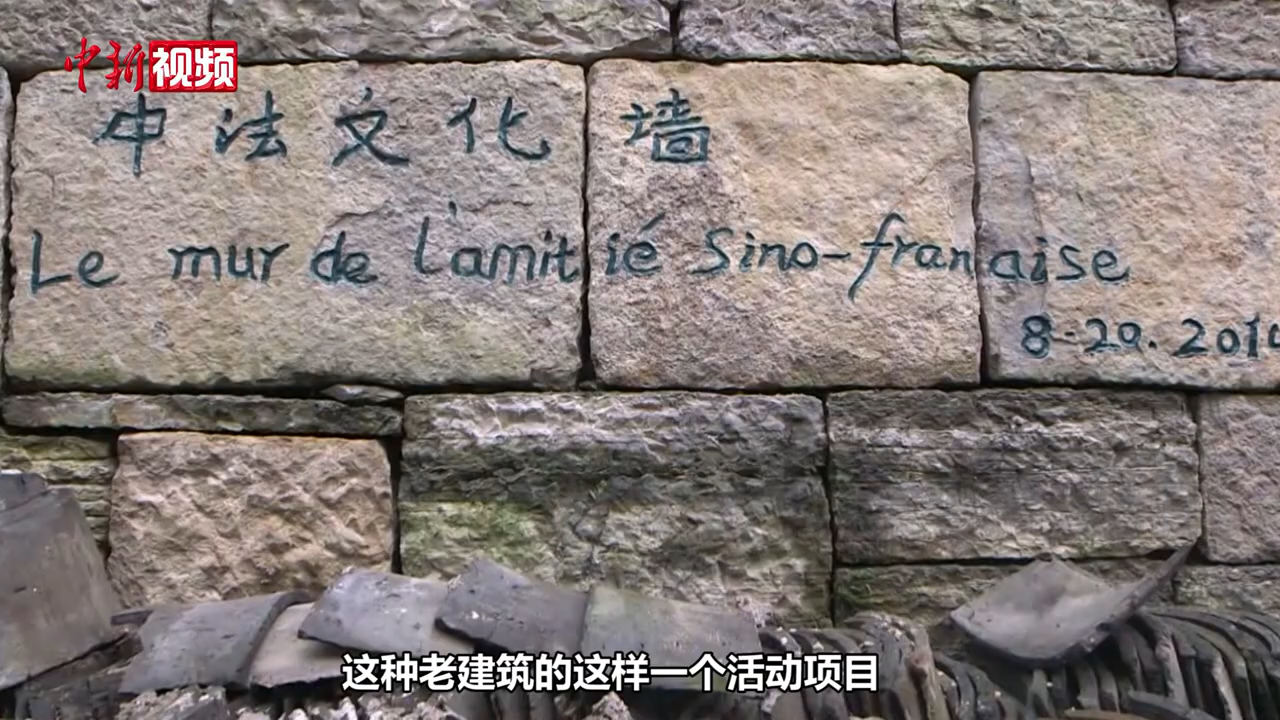 中新视频
中法文化墙
Le mur de l'amitié Sino-franaise
8-20.201
这种老建筑的这样一个活动项目